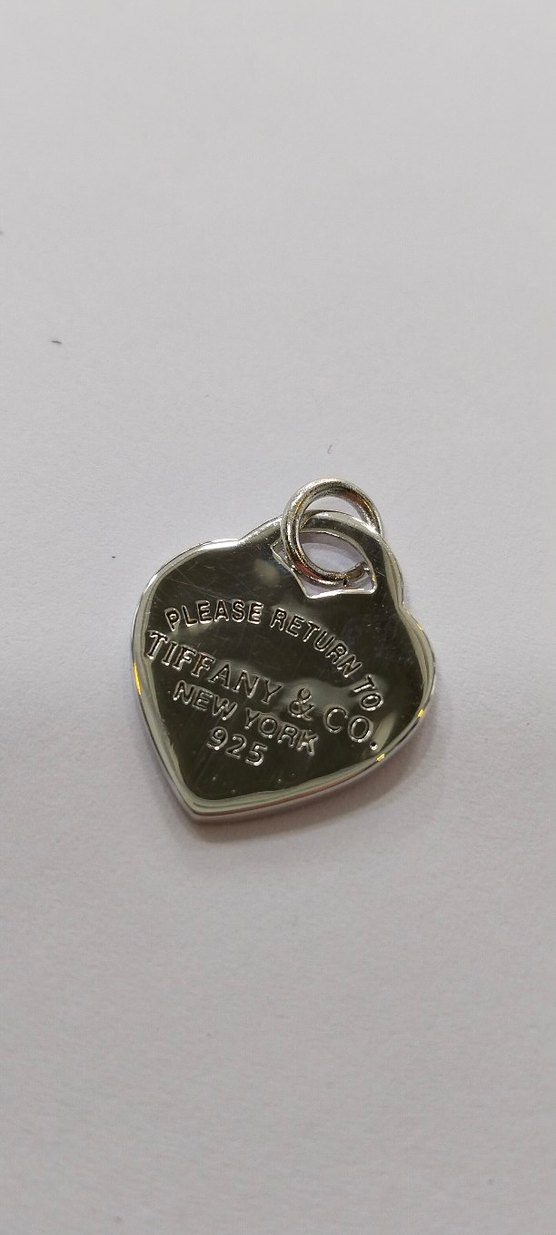 PLEASE RETURN TO
TIFFANY & CO.
NEW YORK
925